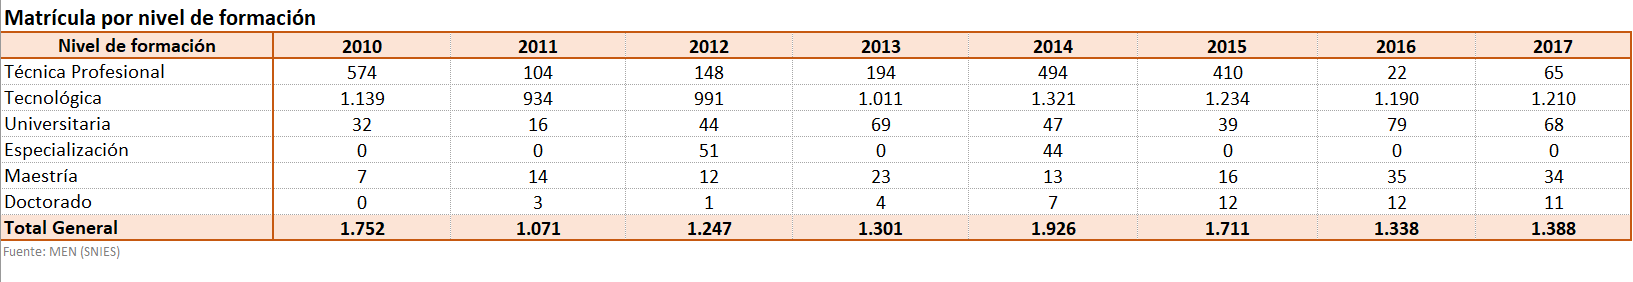 Matrícula por nivel de formación
Nivel de formación 2010 2011 2012 2013 2014 2015 2016 2017
Técnica Profesional 574 104 148 194 494 410 22 65
Tecnológica 1.139 934 991 1.011 1.321 1.234 1.190 1.210
Universitaria 32 16 44 69 47 39 79 68
Especialización 0 0 51 0 44 0 0 0
Maestría 7 14 12 23 13 16 35 34
Doctorado 0 3 1 4 7 12 12 11
Total General 1.752 1.071 1.247 1.301 1.926 1.711 1.338 1.388
Fuente: MEN (SNIES)